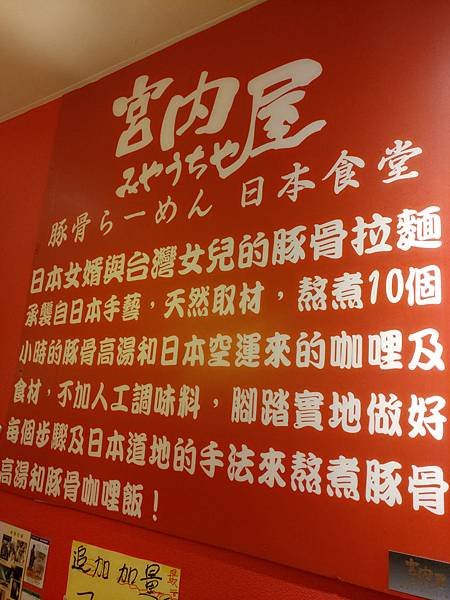 宮内屋
みやうちや
豚骨らーめん 日本食堂
日本女婿與台灣女兒的豚骨拉麵
承襲自日本手藝，天然取材，熬煮10個
小時的豚骨高湯和日本空運來的咖哩及
食材，不加人工調味料，腳踏實地做好
，每個步驟及日本道地的手法來熬煮豚骨
高湯和豚骨咖哩飯！
追加 加量
宮内屋